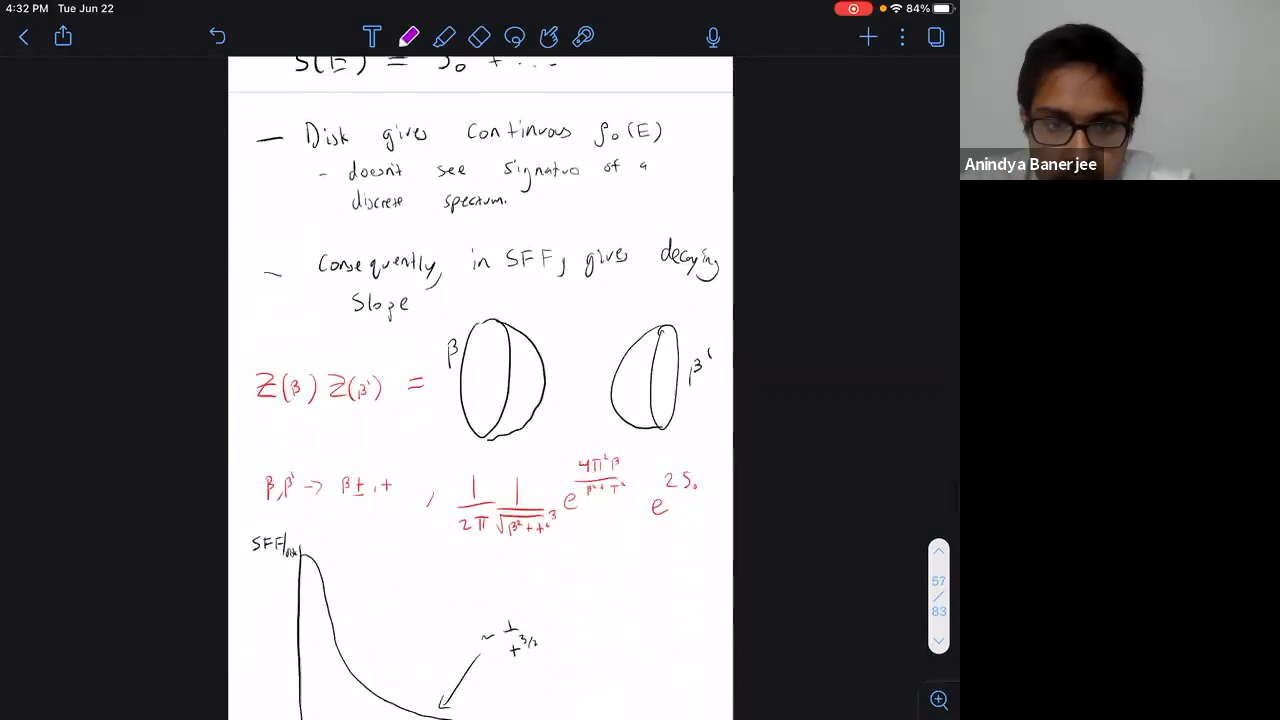 4:32 PM Tue Jun 22
84%
S(E) = S₀ + ...
— Disk gives continuous ρ₀(E)
- doesn't see signatus of a
discrete spectrum.
— Consequently, in SFF, gives decaying
slope
β
β'
Z(β) Z(β') =
β, β' → β ± it , 1/2π 1/√(β²+t²)³ e^(4π²β/(β²+T²)) e^(2S₀)
SFF/disk
~ 1/t^(3/2)
57
/
83
Anindya Banerjee